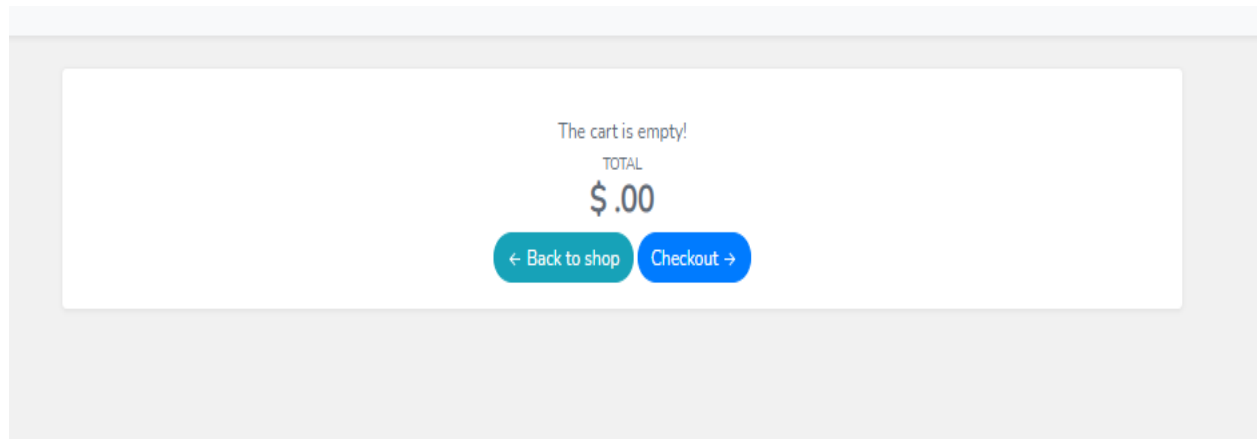 The cart is empty!
TOTAL
$ .00
← Back to shop
Checkout →